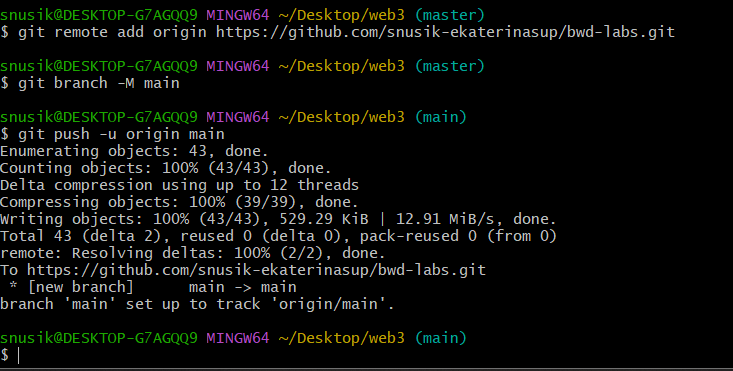 snusik@DESKTOP-G7AGQQ9 MINGW64 ~/Desktop/web3 (master)
$ git remote add origin https://github.com/snusik-ekaterinasup/bwd-labs.git
snusik@DESKTOP-G7AGQQ9 MINGW64 ~/Desktop/web3 (master)
$ git branch -M main
snusik@DESKTOP-G7AGQQ9 MINGW64 ~/Desktop/web3 (main)
$ git push -u origin main
Enumerating objects: 43, done.
Counting objects: 100% (43/43), done.
Delta compression using up to 12 threads
Compressing objects: 100% (39/39), done.
Writing objects: 100% (43/43), 529.29 KiB | 12.91 MiB/s, done.
Total 43 (delta 2), reused 0 (delta 0), pack-reused 0 (from 0)
remote: Resolving deltas: 100% (2/2), done.
To https://github.com/snusik-ekaterinasup/bwd-labs.git
 * [new branch]      main -> main
branch 'main' set up to track 'origin/main'.
snusik@DESKTOP-G7AGQQ9 MINGW64 ~/Desktop/web3 (main)
$